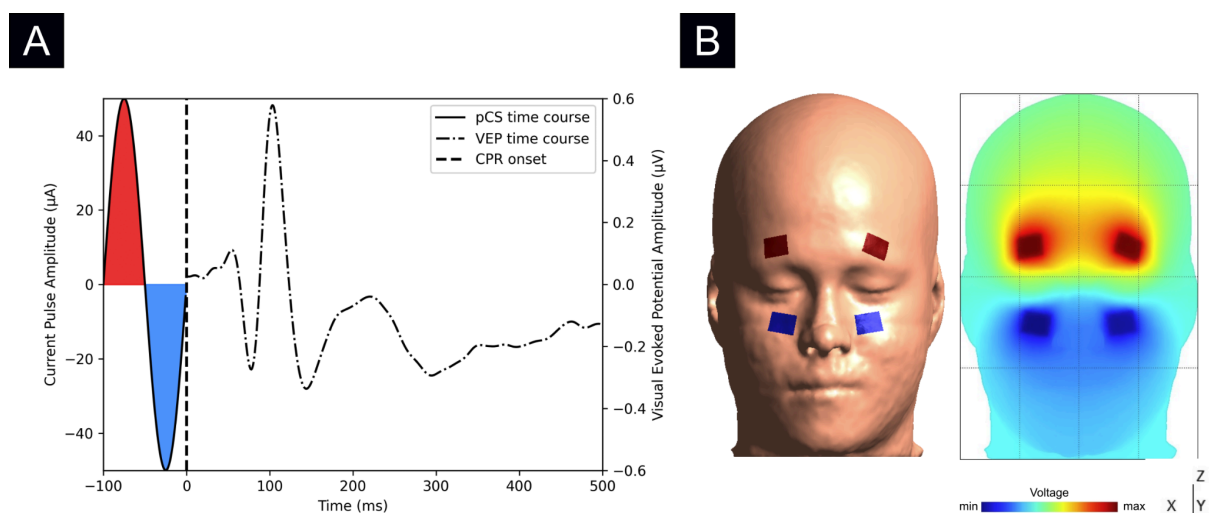 A
B
pCS time course
VEP time course
CPR onset
Current Pulse Amplitude (μA)
40
20
0
−20
−40
0.6
0.4
0.2
0.0
−0.2
−0.4
−0.6
Visual Evoked Potential Amplitude (μV)
−100
0
100
200
300
400
500
Time (ms)
Voltage
min
max
Z
X
Y